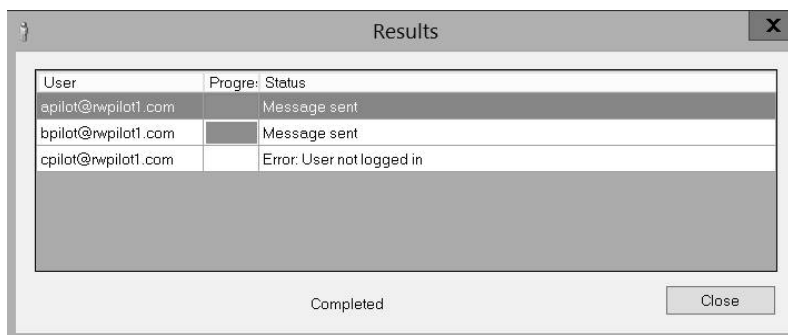 Results
X
User Progre: Status
apilot@rwpilot1.com Message sent
bpilot@rwpilot1.com Message sent
cpilot@rwpilot1.com Error: User not logged in
Completed Close